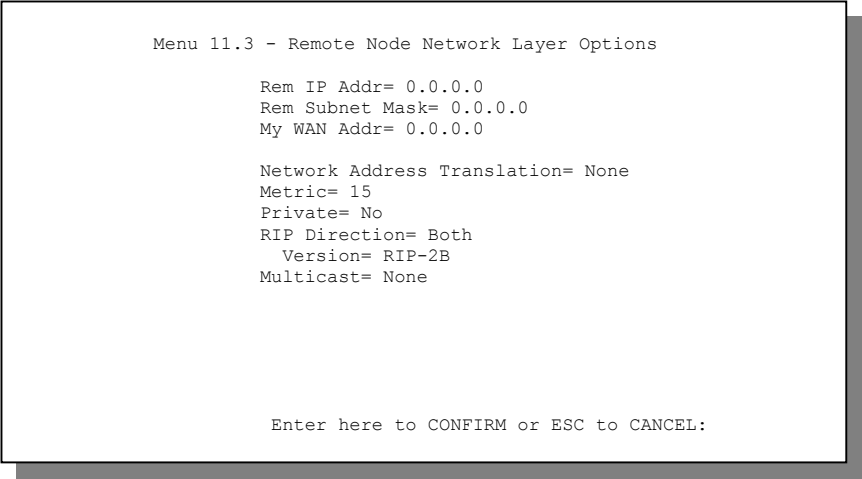 Menu 11.3 - Remote Node Network Layer Options
Rem IP Addr= 0.0.0.0
Rem Subnet Mask= 0.0.0.0
My WAN Addr= 0.0.0.0
Network Address Translation= None
Metric= 15
Private= No
RIP Direction= Both
Version= RIP-2B
Multicast= None
Enter here to CONFIRM or ESC to CANCEL: